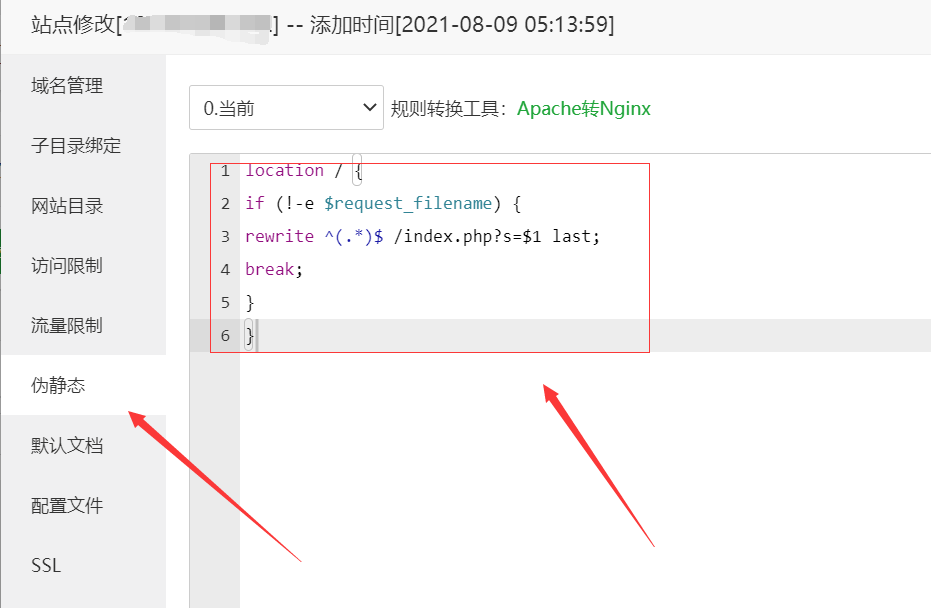 站点修改[] -- 添加时间[2021-08-09 05:13:59]
域名管理
子目录绑定
网站目录
访问限制
流量限制
伪静态
默认文档
配置文件
SSL
0.当前 规则转换工具：Apache转Nginx
1 location / {
2 if (!-e $request_filename) {
3 rewrite ^(.*)$ /index.php?s=$1 last;
4 break;
5 }
6 }